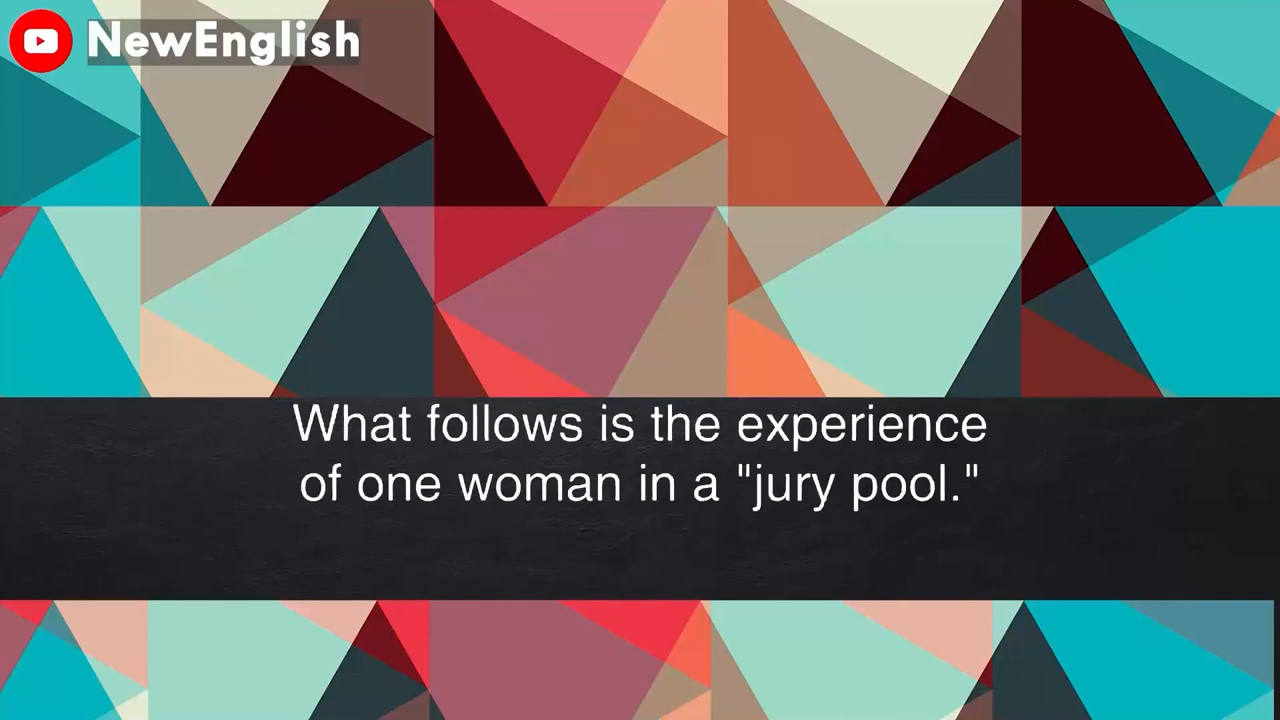 NewEnglish
What follows is the experience
of one woman in a "jury pool."